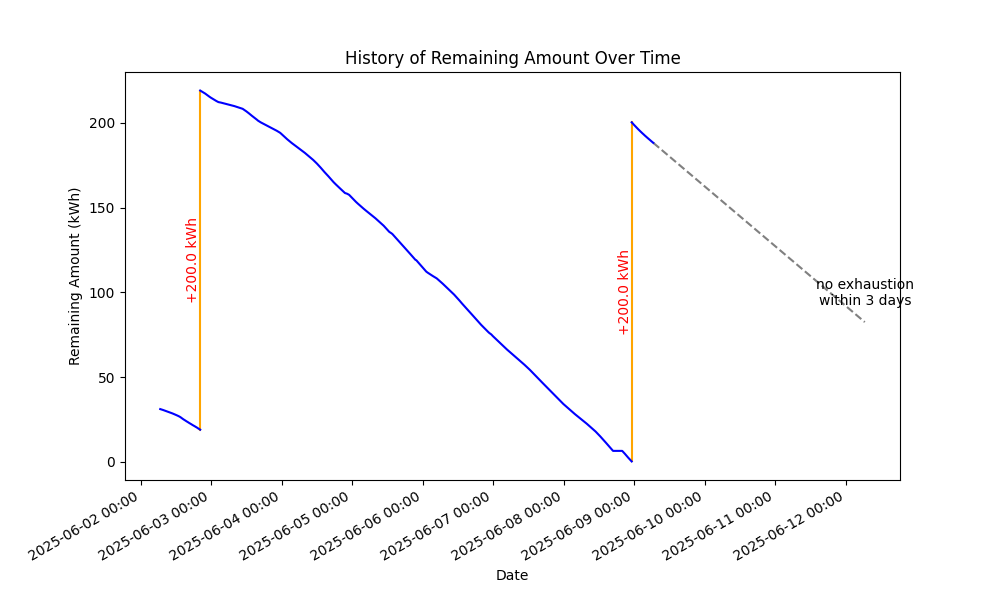 History of Remaining Amount Over Time
Remaining Amount (kWh)
200
150
100
50
0
+200.0 kWh
+200.0 kWh
no exhaustion
within 3 days
2025-06-02 00:00
2025-06-03 00:00
2025-06-04 00:00
2025-06-05 00:00
2025-06-06 00:00
2025-06-07 00:00
2025-06-08 00:00
2025-06-09 00:00
2025-06-10 00:00
2025-06-11 00:00
2025-06-12 00:00
Date